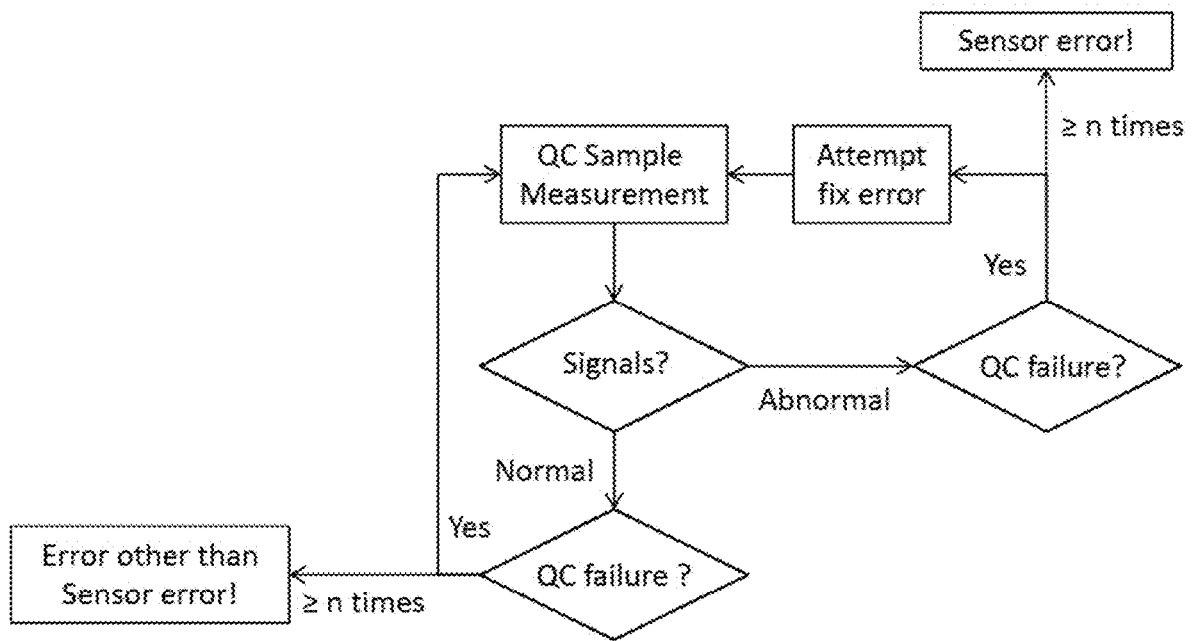 Sensor error!
≥ n times
QC Sample
Measurement
Attempt
fix error
Yes
Signals?
QC failure?
Abnormal
Normal
Yes
Error other than
Sensor error!
≥ n times
QC failure ?